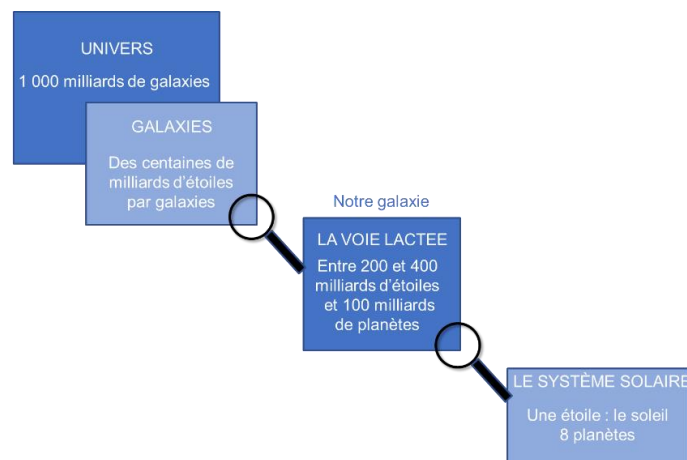 UNIVERS
1 000 milliards de galaxies
GALAXIES
Des centaines de
milliards d'étoiles
par galaxies
Notre galaxie
LA VOIE LACTEE
Entre 200 et 400
milliards d'étoiles
et 100 milliards
de planètes
LE SYSTÈME SOLAIRE
Une étoile : le soleil
8 planètes